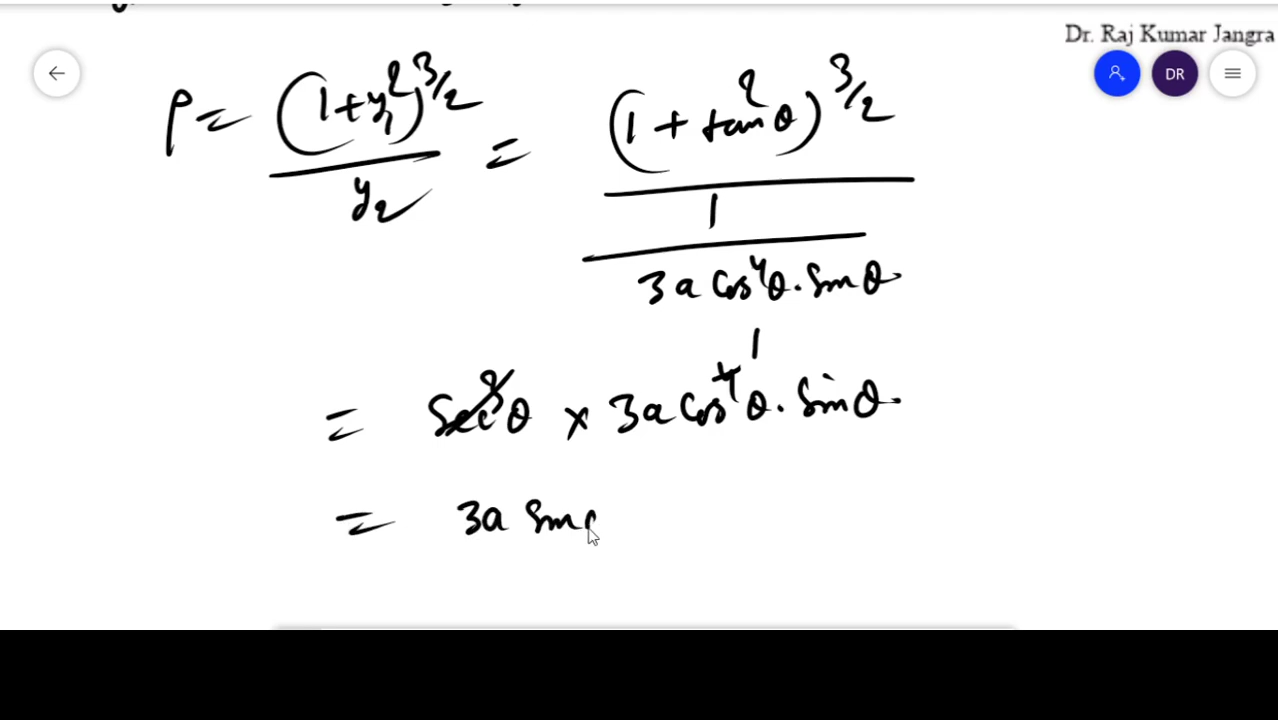 Dr. Raj Kumar Jangra
DR
ρ = (1+y₁²)^3/2 / y₂ = (1 + tan²θ)^3/2 / (1 / 3a cos⁴θ. sinθ)
= sec³θ × 3a cos⁴θ. sinθ. 1
= 3a sin